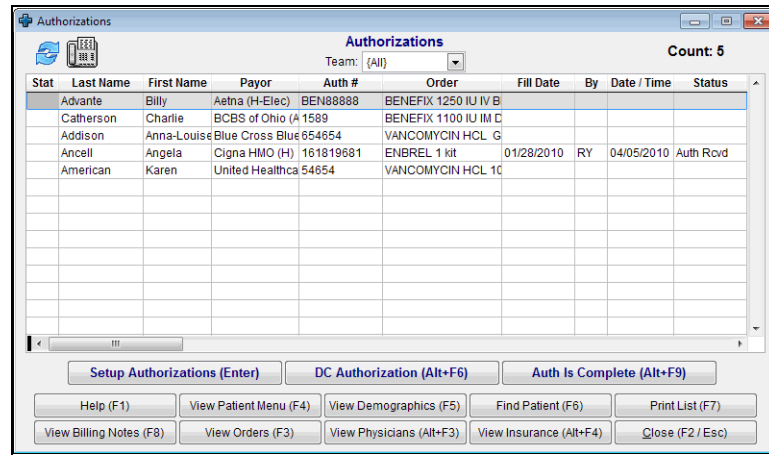 Authorizations
Authorizations
Team: {All}
Count: 5
Stat Last Name First Name Payor Auth # Order Fill Date By Date / Time Status
Advante Billy Aetna (H-Elec) BEN88888 BENEFIX 1250 IU IV B
Catherson Charlie BCBS of Ohio (A 1589 BENEFIX 1100 IU IM D
Addison Anna-Louise Blue Cross Blue 654654 VANCOMYCIN HCL G
Ancell Angela Cigna HMO (H) 161819681 ENBREL 1 kit 01/28/2010 RY 04/05/2010 Auth Rcvd
American Karen United Healthca 54654 VANCOMYCIN HCL 10
Setup Authorizations (Enter) DC Authorization (Alt+F6) Auth Is Complete (Alt+F9)
Help (F1) View Patient Menu (F4) View Demographics (F5) Find Patient (F6) Print List (F7)
View Billing Notes (F8) View Orders (F3) View Physicians (Alt+F3) View Insurance (Alt+F4) Close (F2 / Esc)